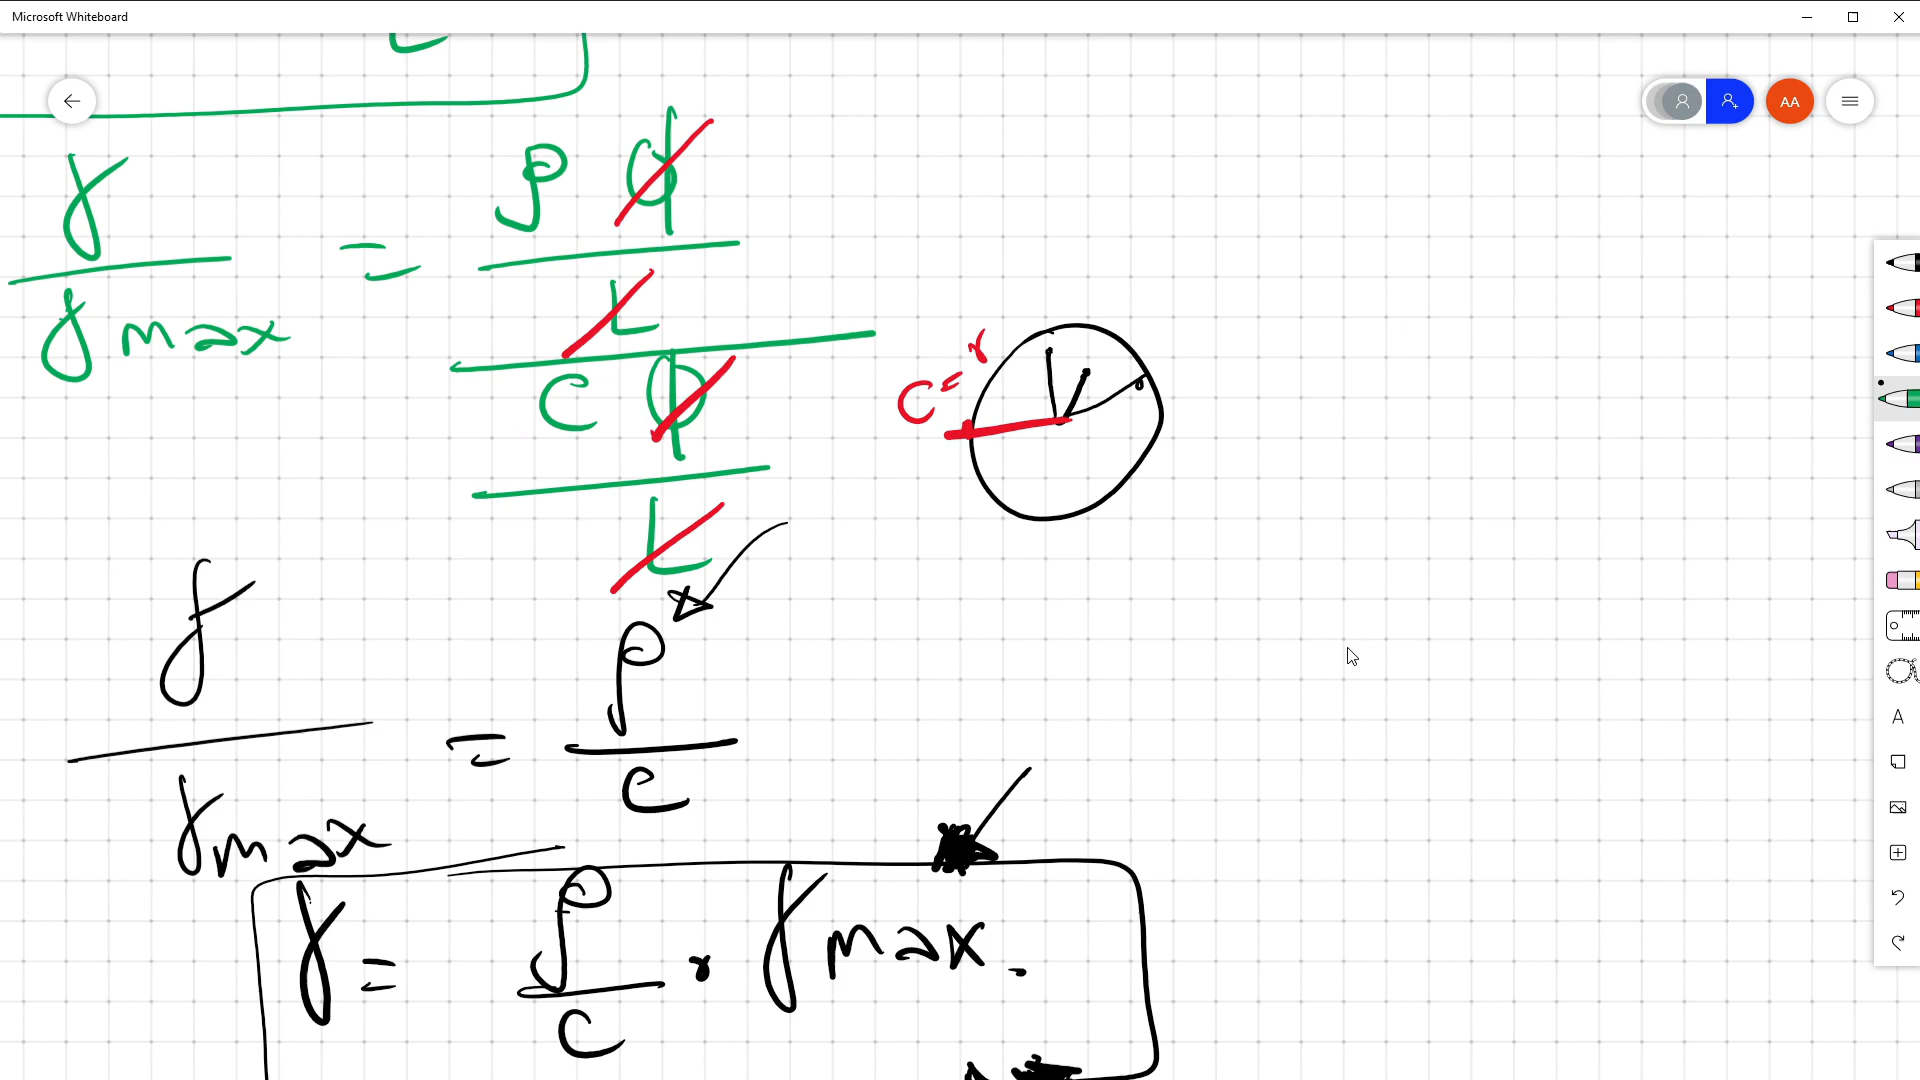 Microsoft Whiteboard
L
AA
γ / γmax = (ρ ϕ / L) / (c ϕ / L)
c = r
γ / γmax = ρ / c
γ = ρ / c · γmax.
A